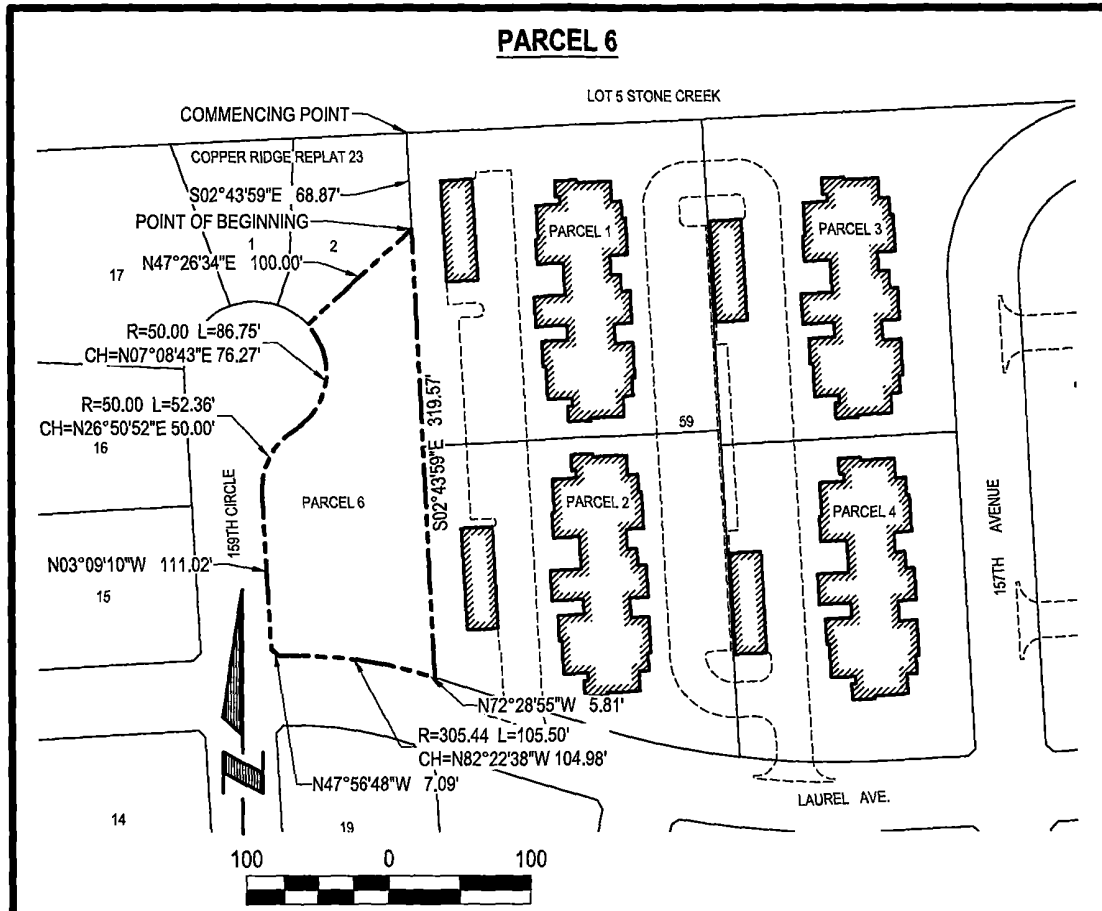 PARCEL 6
LOT 5 STONE CREEK
COMMENCING POINT
COPPER RIDGE REPLAT 23
S02°43'59"E 68.87'
POINT OF BEGINNING
1
2
17
N47°26'34"E 100.00'
PARCEL 1
PARCEL 3
R=50.00 L=86.75'
CH=N07°08'43"E 76.27'
R=50.00 L=52.36'
CH=N26°50'52"E 50.00'
16
S02°43'59"E 319.57'
59
159TH CIRCLE
PARCEL 6
PARCEL 2
PARCEL 4
157TH AVENUE
N03°09'10"W 111.02'
15
N72°28'55"W 5.81'
R=305.44 L=105.50'
CH=N82°22'38"W 104.98'
N47°56'48"W 7.09'
LAUREL AVE.
14
19
100 0 100